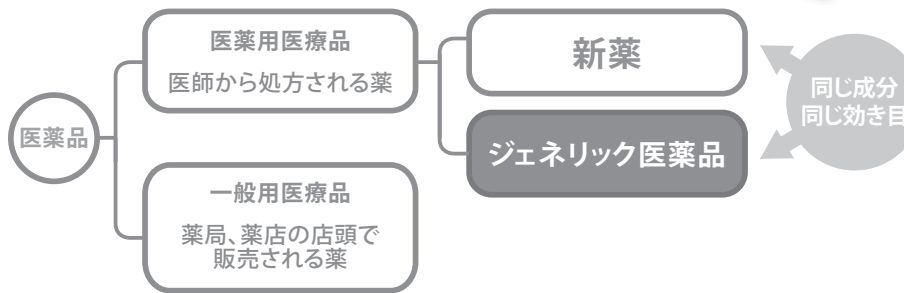 医薬品
医薬用医療品
医師から処方される薬
一般用医療品
薬局、薬店の店頭で
販売される薬
新薬
ジェネリック医薬品
同じ成分
同じ効き目